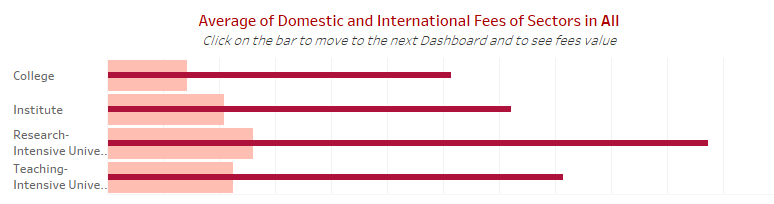 Average of Domestic and International Fees of Sectors in All
Click on the bar to move to the next Dashboard and to see fees value
College
Institute
Research-
Intensive Unive..
Teaching-
Intensive Unive..